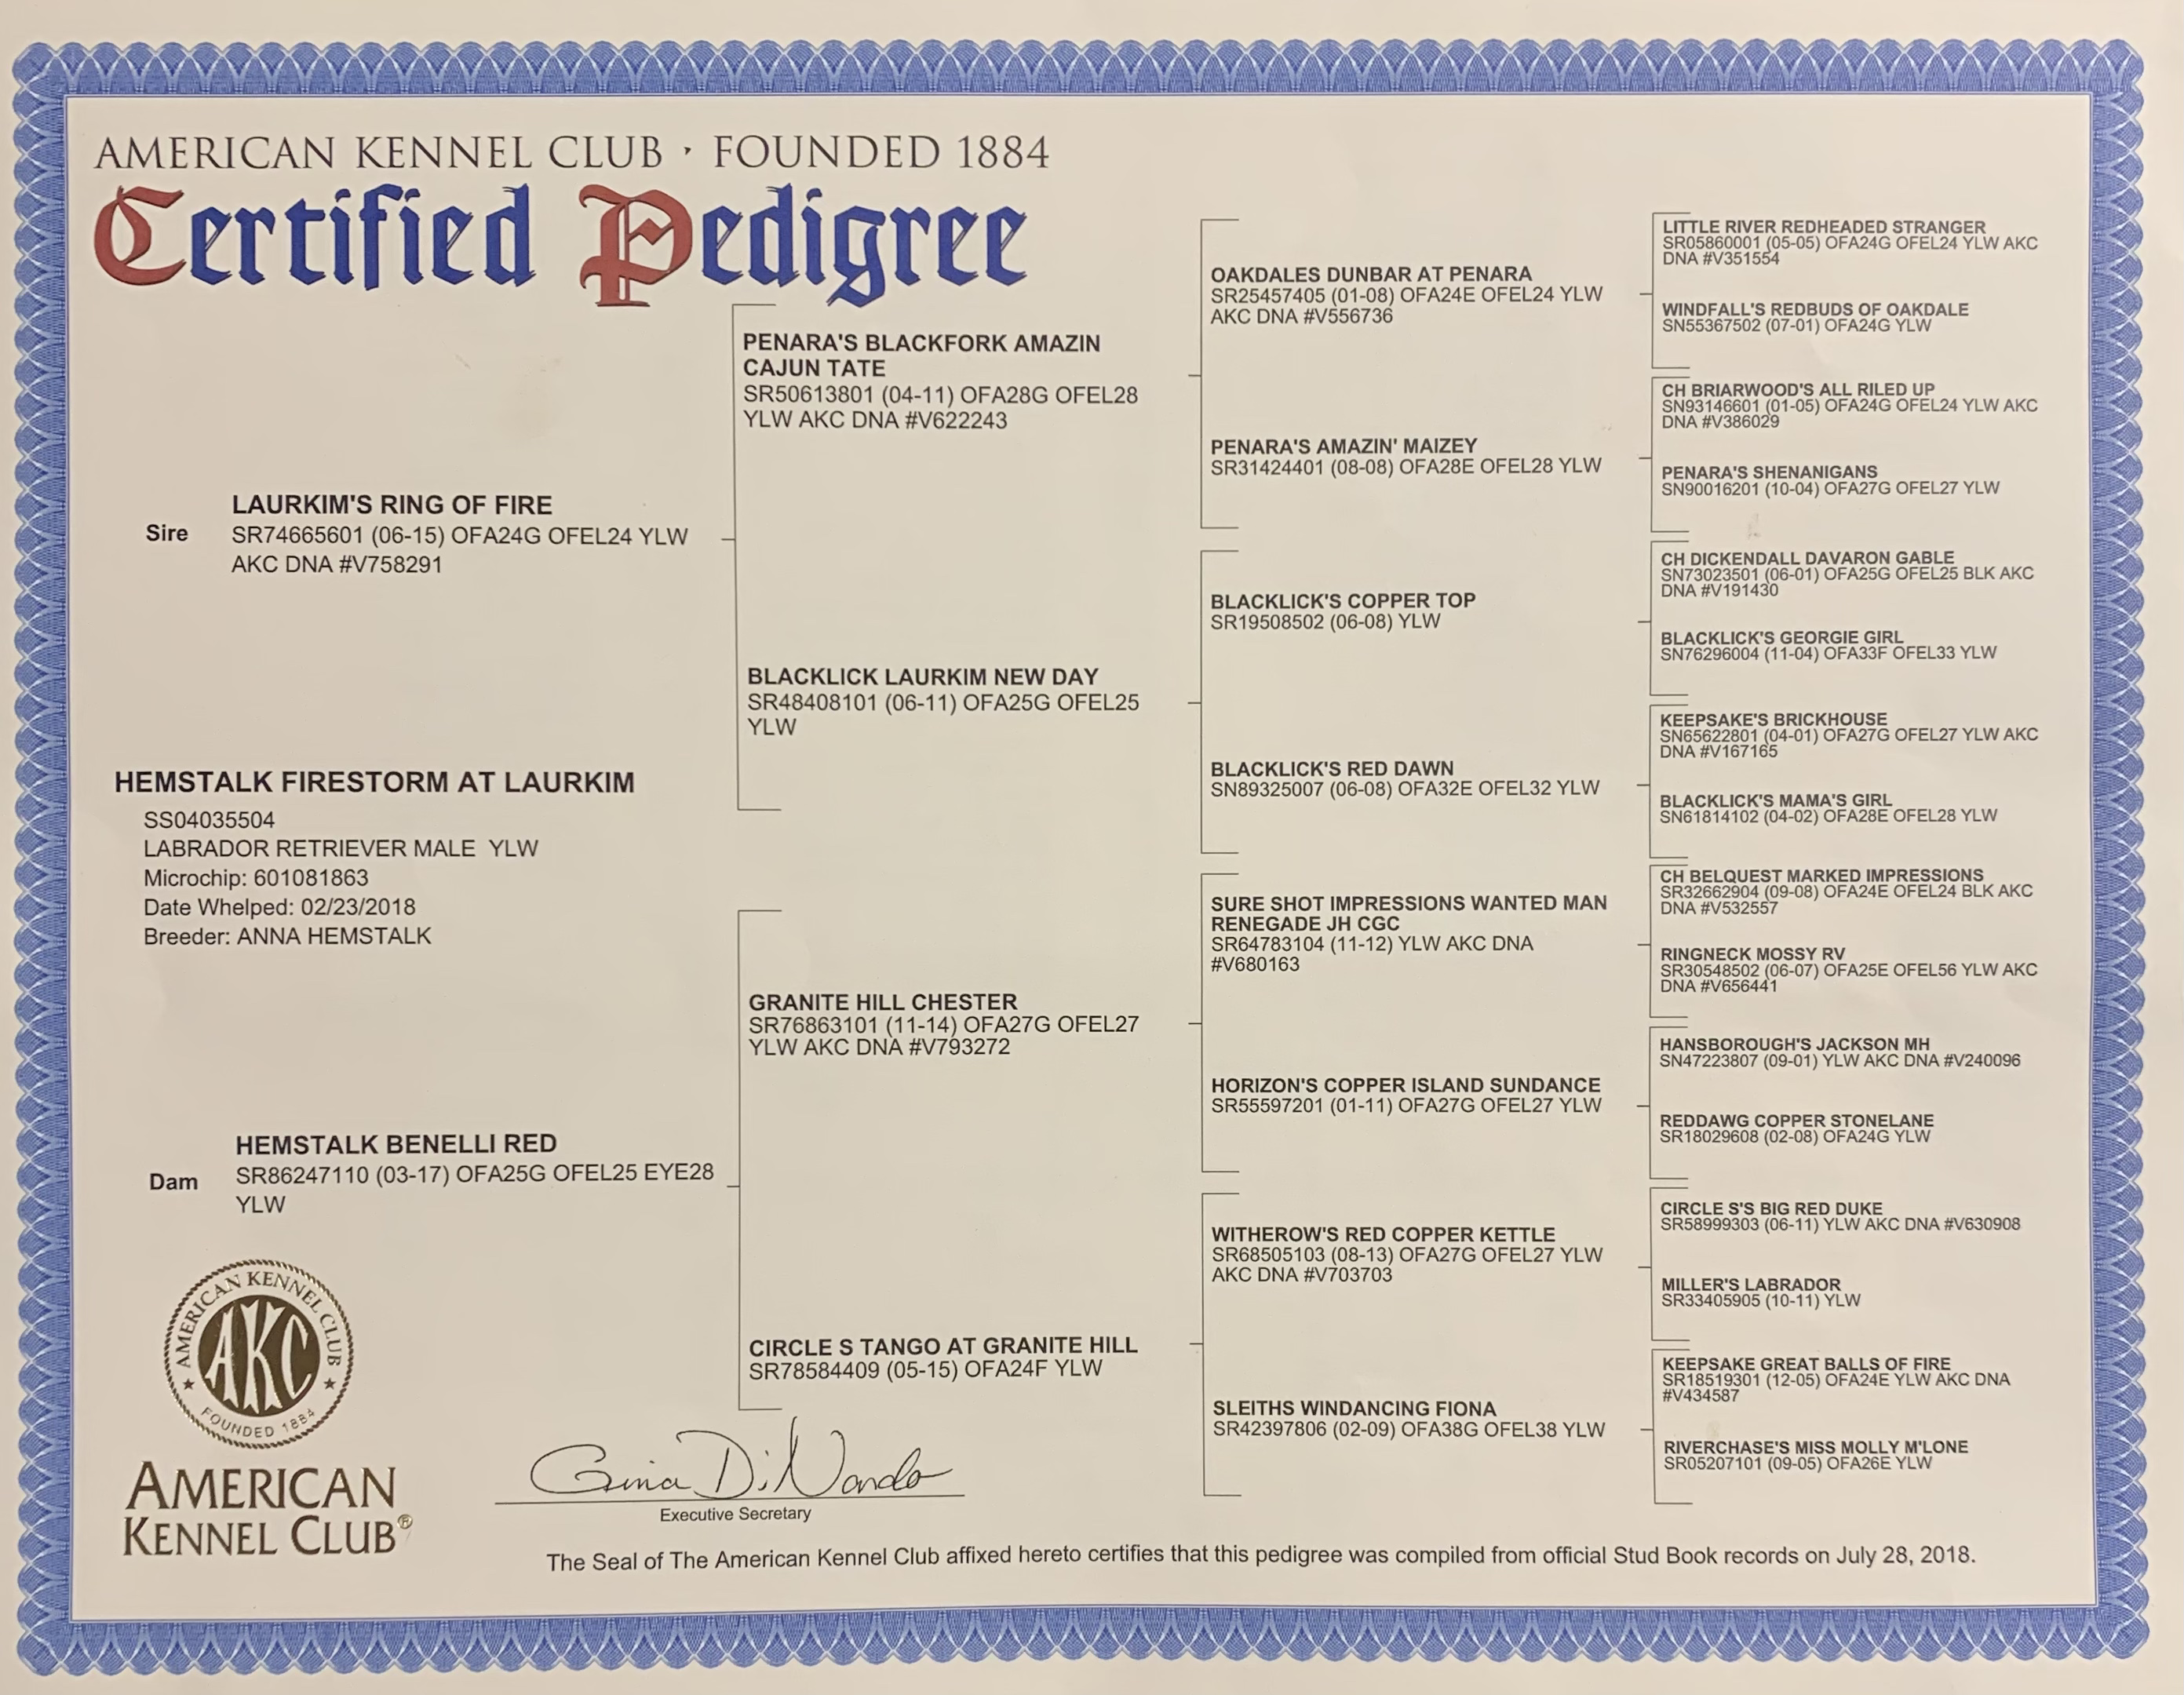 AMERICAN KENNEL CLUB · FOUNDED 1884
Certified Pedigree
Sire
LAURKIM'S RING OF FIRE
SR74665601 (06-15) OFA24G OFEL24 YLW
AKC DNA #V758291
HEMSTALK FIRESTORM AT LAURKIM
SS04035504
LABRADOR RETRIEVER MALE YLW
Microchip: 601081863
Date Whelped: 02/23/2018
Breeder: ANNA HEMSTALK
Dam
HEMSTALK BENELLI RED
SR86247110 (03-17) OFA25G OFEL25 EYE28
YLW
PENARA'S BLACKFORK AMAZIN
CAJUN TATE
SR50613801 (04-11) OFA28G OFEL28
YLW AKC DNA #V622243
BLACKLICK LAURKIM NEW DAY
SR48408101 (06-11) OFA25G OFEL25
YLW
GRANITE HILL CHESTER
SR76863101 (11-14) OFA27G OFEL27
YLW AKC DNA #V793272
CIRCLE S TANGO AT GRANITE HILL
SR78584409 (05-15) OFA24F YLW
OAKDALES DUNBAR AT PENARA
SR25457405 (01-08) OFA24E OFEL24 YLW
AKC DNA #V556736
PENARA'S AMAZIN' MAIZEY
SR31424401 (08-08) OFA28E OFEL28 YLW
BLACKLICK'S COPPER TOP
SR19508502 (06-08) YLW
BLACKLICK'S RED DAWN
SN89325007 (06-08) OFA32E OFEL32 YLW
SURE SHOT IMPRESSIONS WANTED MAN
RENEGADE JH CGC
SR64783104 (11-12) YLW AKC DNA
#V680163
HORIZON'S COPPER ISLAND SUNDANCE
SR55597201 (01-11) OFA27G OFEL27 YLW
WITHEROW'S RED COPPER KETTLE
SR68505103 (08-13) OFA27G OFEL27 YLW
AKC DNA #V703703
SLEITHS WINDANCING FIONA
SR42397806 (02-09) OFA38G OFEL38 YLW
LITTLE RIVER REDHEADED STRANGER
SR05860001 (05-05) OFA24G OFEL24 YLW AKC
DNA #V351554
WINDFALL'S REDBUDS OF OAKDALE
SN55367502 (07-01) OFA24G YLW
CH BRIARWOOD'S ALL RILED UP
SN93146601 (01-05) OFA24G OFEL24 YLW AKC
DNA #V386029
PENARA'S SHENANIGANS
SN90016201 (10-04) OFA27G OFEL27 YLW
CH DICKENDALL DAVARON GABLE
SN73023501 (06-01) OFA25G OFEL25 BLK AKC
DNA #V191430
BLACKLICK'S GEORGIE GIRL
SN76296004 (11-04) OFA33F OFEL33 YLW
KEEPSAKE'S BRICKHOUSE
SN65622801 (04-01) OFA27G OFEL27 YLW AKC
DNA #V167165
BLACKLICK'S MAMA'S GIRL
SN61814102 (04-02) OFA28E OFEL28 YLW
CH BELQUEST MARKED IMPRESSIONS
SR32662904 (09-08) OFA24E OFEL24 BLK AKC
DNA #V532557
RINGNECK MOSSY RV
SR30548502 (06-07) OFA25E OFEL56 YLW AKC
DNA #V656441
HANSBOROUGH'S JACKSON MH
SN47223807 (09-01) YLW AKC DNA #V240096
REDDAWG COPPER STONELANE
SR18029608 (02-08) OFA24G YLW
CIRCLE S'S BIG RED DUKE
SR58999303 (06-11) YLW AKC DNA #V630908
MILLER'S LABRADOR
SR33405905 (10-11) YLW
KEEPSAKE GREAT BALLS OF FIRE
SR18519301 (12-05) OFA24E YLW AKC DNA
#V434587
RIVERCHASE'S MISS MOLLY M'LONE
SR05207101 (09-05) OFA26E YLW
AMERICAN KENNEL CLUB
AKC
FOUNDED 1884
AMERICAN
KENNEL CLUB®
Gina DiNardo
Executive Secretary
The Seal of The American Kennel Club affixed hereto certifies that this pedigree was compiled from official Stud Book records on July 28, 2018.